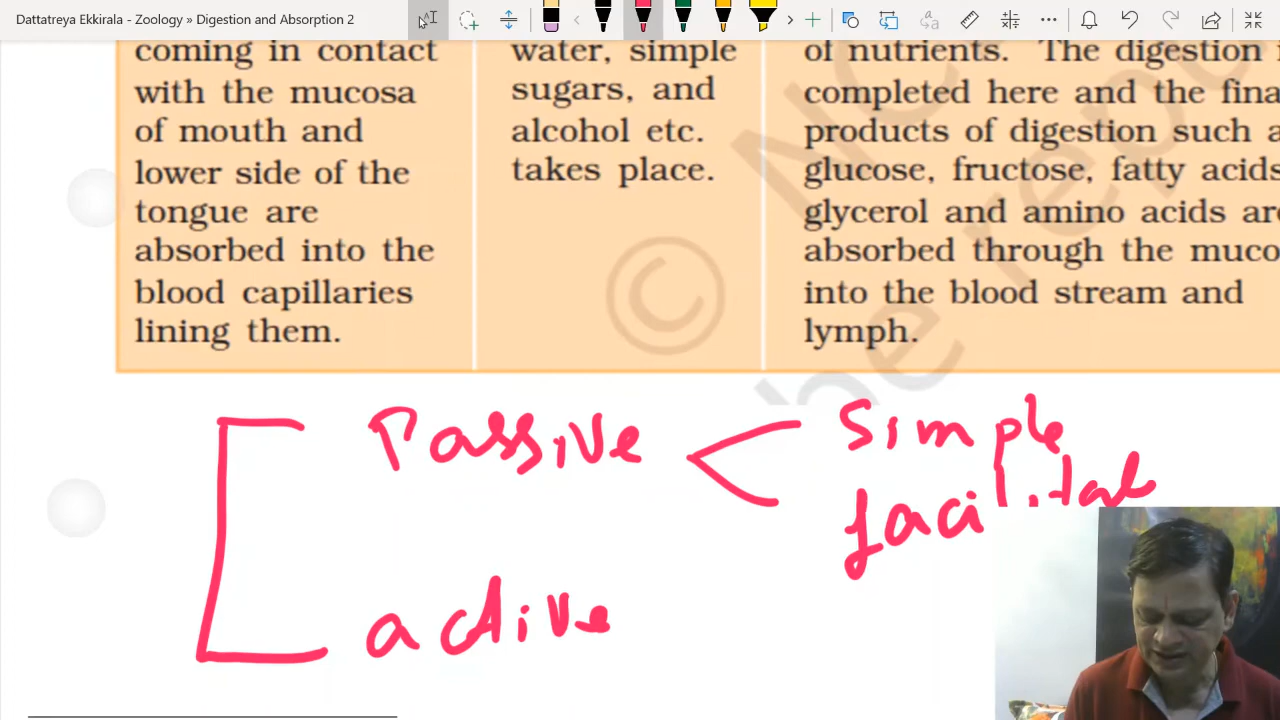 Dattatreya Ekkirala - Zoology » Digestion and Absorption 2
coming in contact
with the mucosa
of mouth and
lower side of the
tongue are
absorbed into the
blood capillaries
lining them.
water, simple
sugars, and
alcohol etc.
takes place.
of nutrients. The digestion
completed here and the fina
products of digestion such a
glucose, fructose, fatty acids
glycerol and amino acids are
absorbed through the muco
into the blood stream and
lymph.
©
be repu
Passive
Simple
facilitat
active